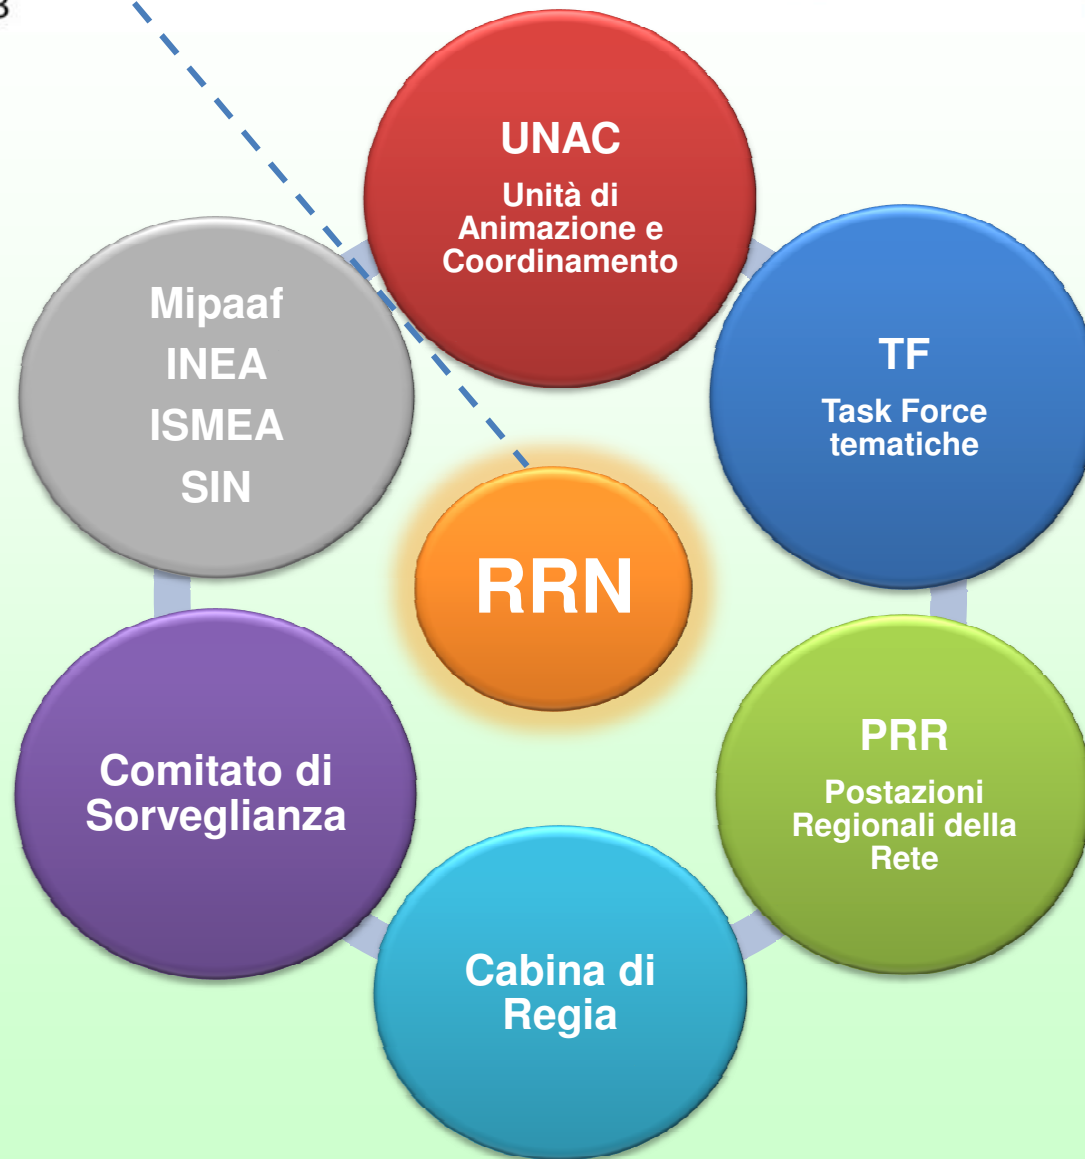 UNAC
Unità di
Animazione e
Coordinamento
Mipaaf
INEA
ISMEA
SIN
TF
Task Force
tematiche
RRN
PRR
Postazioni
Regionali della
Rete
Comitato di
Sorveglianza
Cabina di
Regia